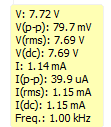 V: 7.72 V
V(p-p): 79.7 mV
V(rms): 7.69 V
V(dc): 7.69 V
I: 1.14 mA
I(p-p): 39.9 uA
I(rms): 1.15 mA
I(dc): 1.15 mA
Freq.: 1.00 kHz